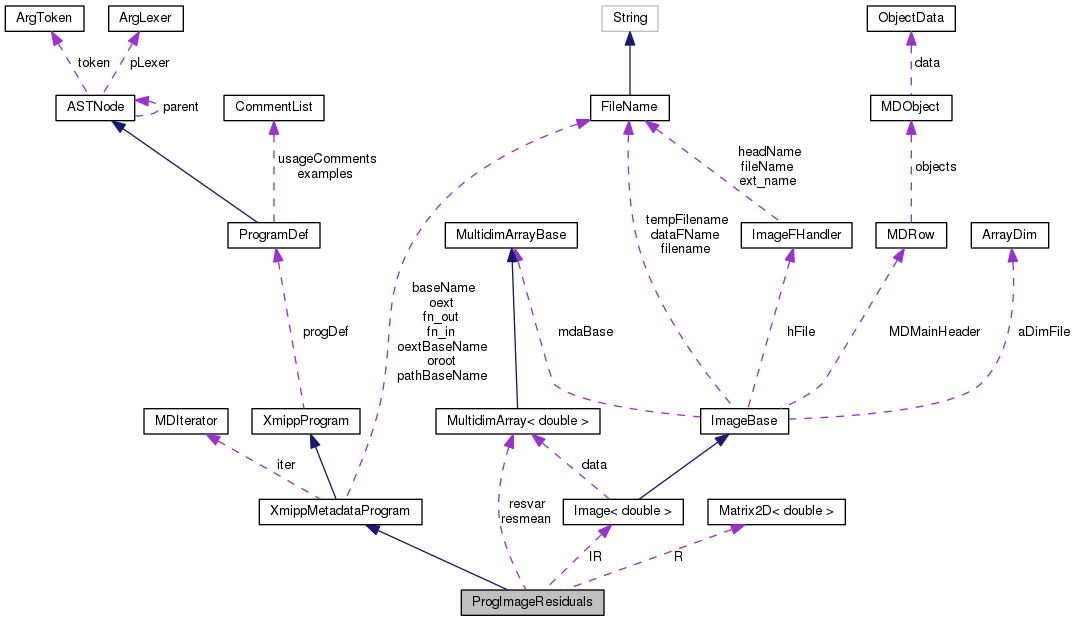 ArgToken
ArgLexer
String
ObjectData
token
pLexer
data
ASTNode
parent
CommentList
FileName
MDObject
usageComments
examples
headName
fileName
ext_name
objects
ProgramDef
MultidimArrayBase
tempFilename
dataFName
filename
ImageFHandler
MDRow
ArrayDim
baseName
oext
fn_out
fn_in
oextBaseName
oroot
pathBaseName
progDef
mdaBase
hFile
MDMainHeader
aDimFile
MDIterator
XmippProgram
MultidimArray< double >
ImageBase
iter
data
XmippMetadataProgram
resvar
resmean
Image< double >
Matrix2D< double >
IR
R
ProgImageResiduals